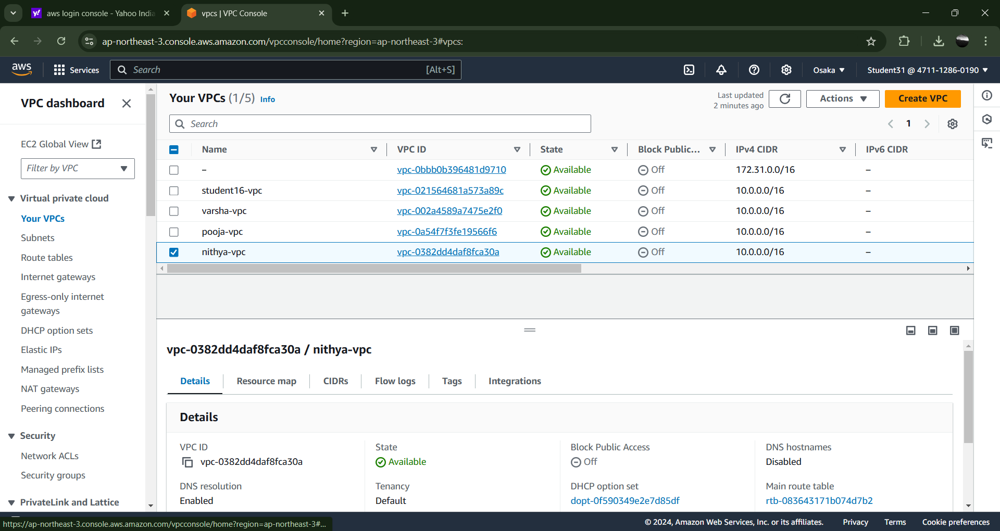 aws login console - Yahoo India
vpcs | VPC Console
ap-northeast-3.console.aws.amazon.com/vpcconsole/home?region=ap-northeast-3#vpcs:
aws
Services
Search
[Alt+S]
Osaka
Student31 @ 4711-1286-0190
VPC dashboard
EC2 Global View
Filter by VPC
Virtual private cloud
Your VPCs
Subnets
Route tables
Internet gateways
Egress-only internet
gateways
DHCP option sets
Elastic IPs
Managed prefix lists
NAT gateways
Peering connections
Security
Network ACLs
Security groups
PrivateLink and Lattice
Your VPCs (1/5) Info
Last updated
2 minutes ago
Actions
Create VPC
Search
1
Name VPC ID State Block Public... IPv4 CIDR IPv6 CIDR
– vpc-0bbb0b396481d9710 Available Off 172.31.0.0/16 –
student16-vpc vpc-021564681a573a89c Available Off 10.0.0.0/16 –
varsha-vpc vpc-002a4589a7475e2f0 Available Off 10.0.0.0/16 –
pooja-vpc vpc-0a54f7f3fe19566f6 Available Off 10.0.0.0/16 –
nithya-vpc vpc-0382dd4daf8fca30a Available Off 10.0.0.0/16 –
vpc-0382dd4daf8fca30a / nithya-vpc
Details Resource map CIDRs Flow logs Tags Integrations
Details
VPC ID
vpc-0382dd4daf8fca30a
State
Available
Block Public Access
Off
DNS hostnames
Disabled
DNS resolution
Enabled
Tenancy
Default
DHCP option set
dopt-0f590349e2e7d85df
Main route table
rtb-083643171b074d7b2
https://ap-northeast-3.console.aws.amazon.com/vpcconsole/home?region=ap-northeast-3#...
© 2024, Amazon Web Services, Inc. or its affiliates.
Privacy
Terms
Cookie preferences